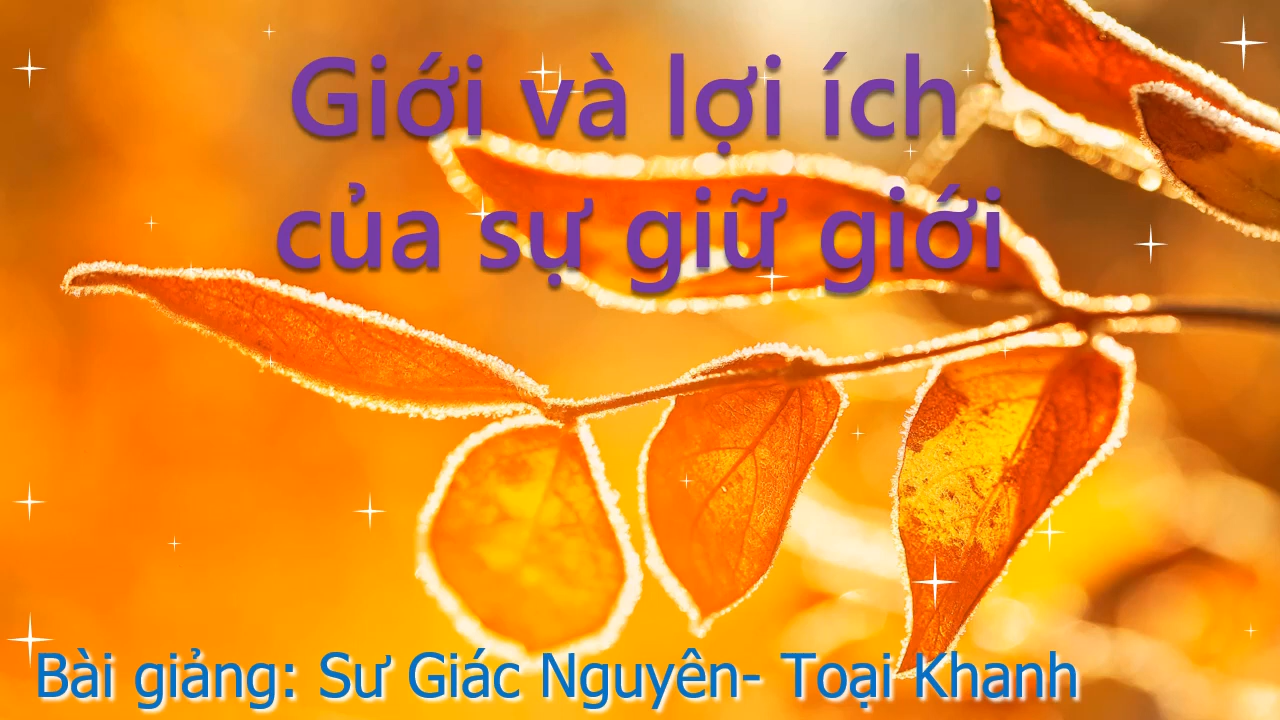 Giới và lợi ích
của sự giữ giới
Bài giảng: Sư Giác Nguyên- Toại Khanh